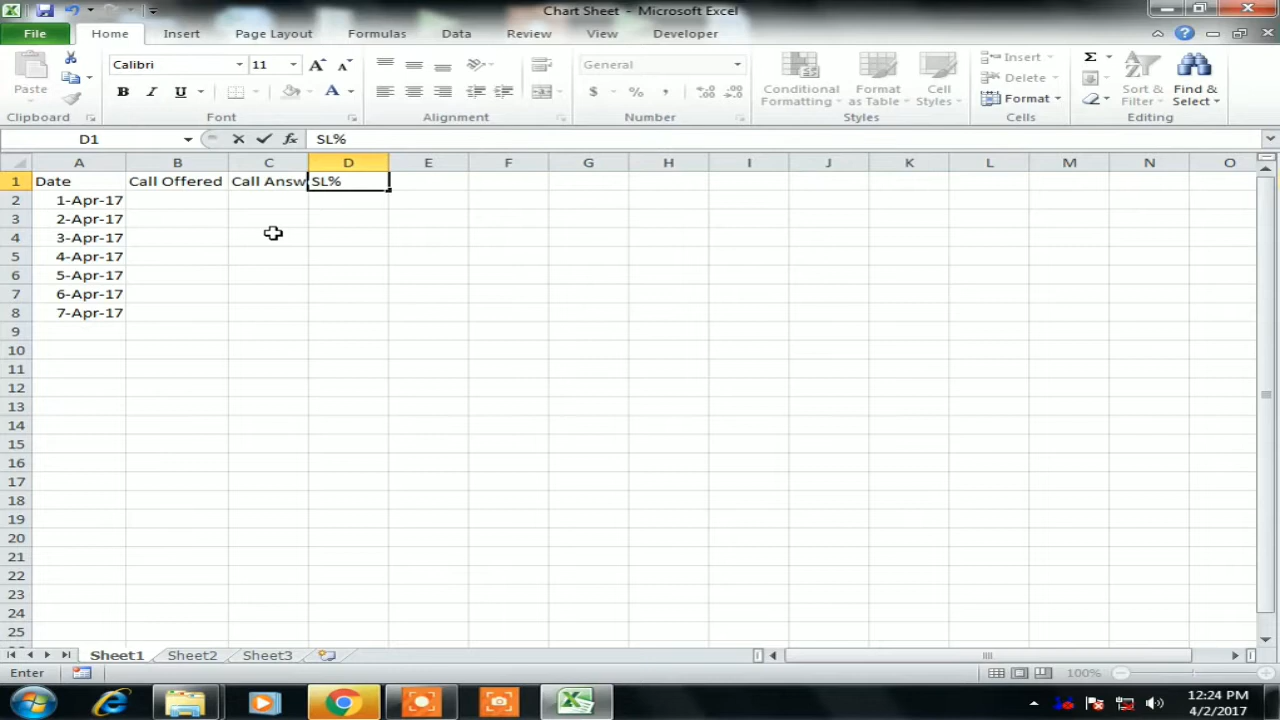 Chart Sheet - Microsoft Excel
File Home Insert Page Layout Formulas Data Review View Developer
Paste
Clipboard
Calibri 11
B I U A
Font
Alignment
General
$ % ,
Number
Conditional Formatting
Format as Table
Cell Styles
Styles
Insert
Delete
Format
Cells
Σ
Sort & Filter
Find & Select
Editing
D1 fx SL%
A B C D E F G H I J K L M N O
1 Date Call Offered Call Answ SL%
2 1-Apr-17
3 2-Apr-17
4 3-Apr-17
5 4-Apr-17
6 5-Apr-17
7 6-Apr-17
8 7-Apr-17
9
10
11
12
13
14
15
16
17
18
19
20
21
22
23
24
25
Sheet1 Sheet2 Sheet3
Enter 100%
12:24 PM
4/2/2017